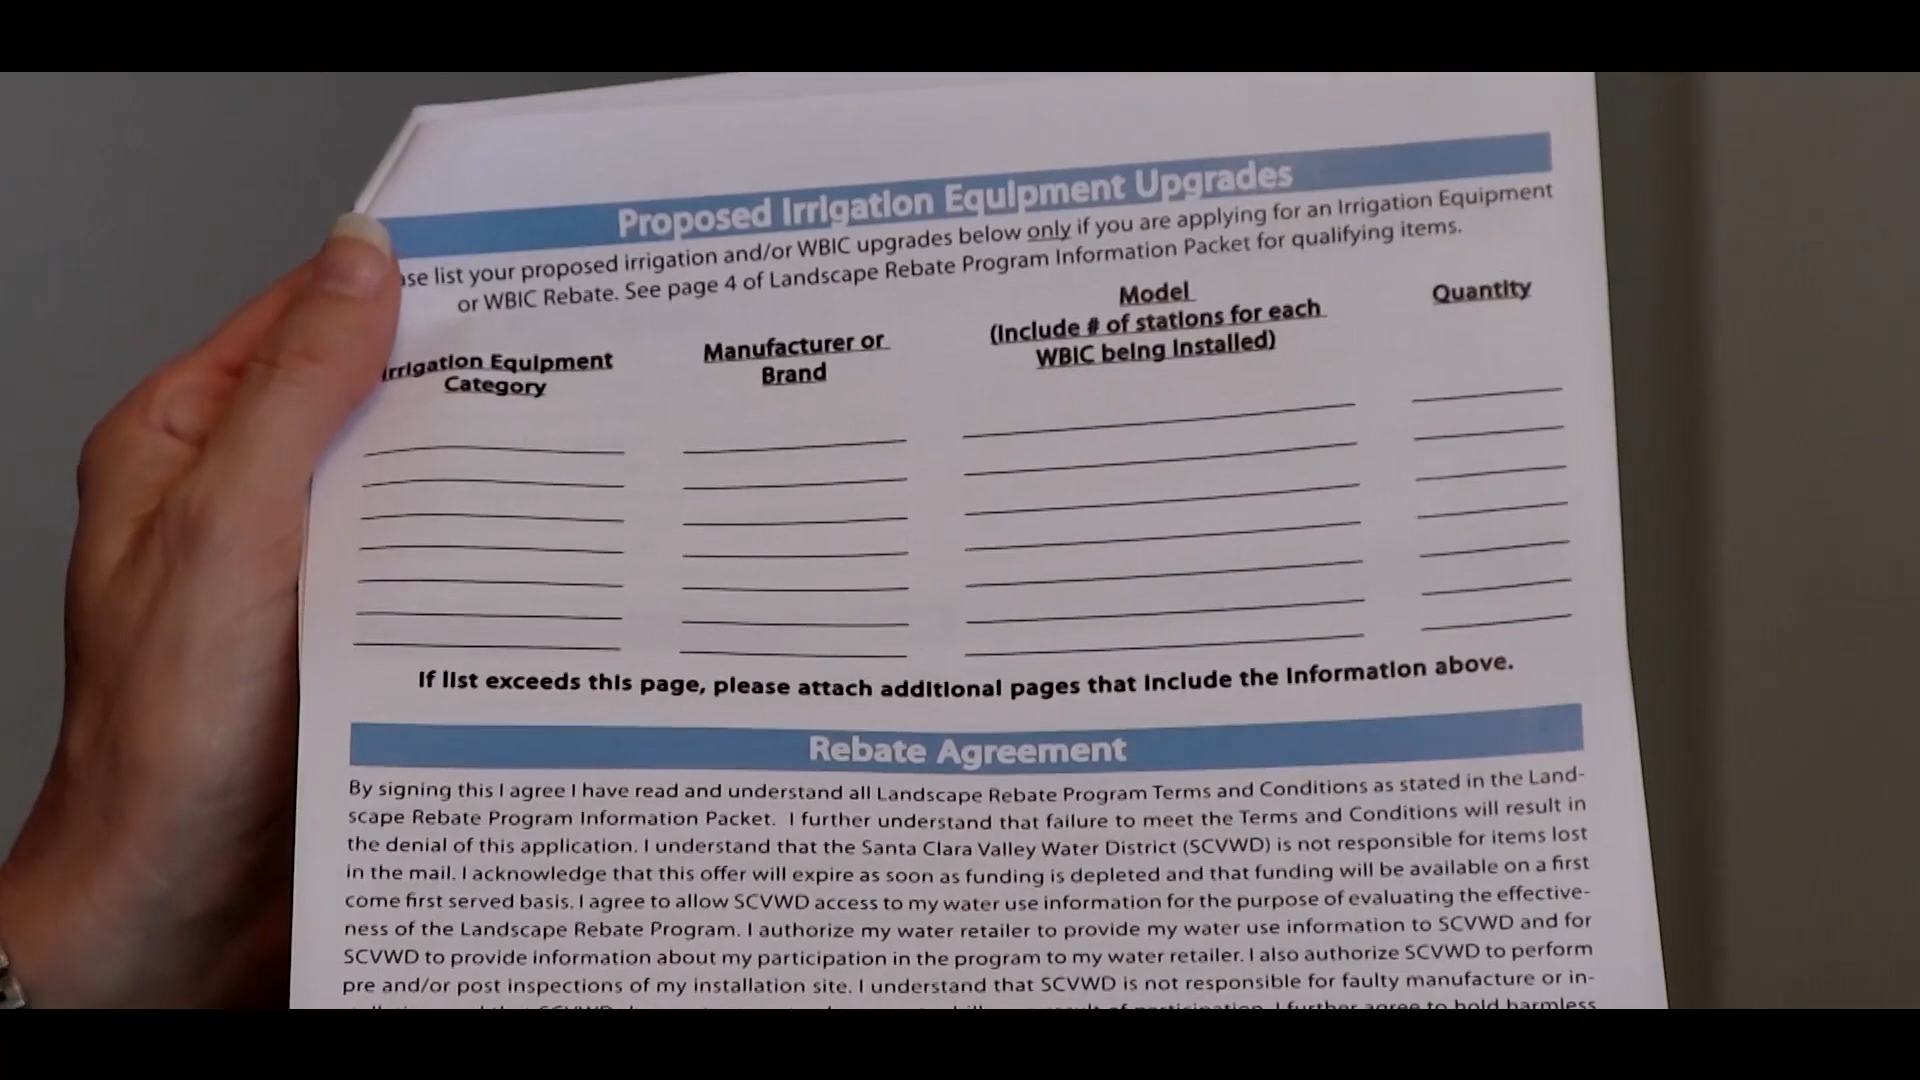 Proposed Irrigation Equipment Upgrades
ase list your proposed irrigation and/or WBIC upgrades below only if you are applying for an Irrigation Equipment
or WBIC Rebate. See page 4 of Landscape Rebate Program Information Packet for qualifying items.
Irrigation Equipment
Category
Manufacturer or
Brand
Model
(Include # of stations for each
WBIC being Installed)
Quantity
If list exceeds this page, please attach additional pages that include the information above.
Rebate Agreement
By signing this I agree I have read and understand all Landscape Rebate Program Terms and Conditions as stated in the Land-
scape Rebate Program Information Packet. I further understand that failure to meet the Terms and Conditions will result in
the denial of this application. I understand that the Santa Clara Valley Water District (SCVWD) is not responsible for items lost
in the mail. I acknowledge that this offer will expire as soon as funding is depleted and that funding will be available on a first
come first served basis. I agree to allow SCVWD access to my water use information for the purpose of evaluating the effective-
ness of the Landscape Rebate Program. I authorize my water retailer to provide my water use information to SCVWD and for
SCVWD to provide information about my participation in the program to my water retailer. I also authorize SCVWD to perform
pre and/or post inspections of my installation site. I understand that SCVWD is not responsible for faulty manufacture or in-
result of participation. I further agree to hold harmless